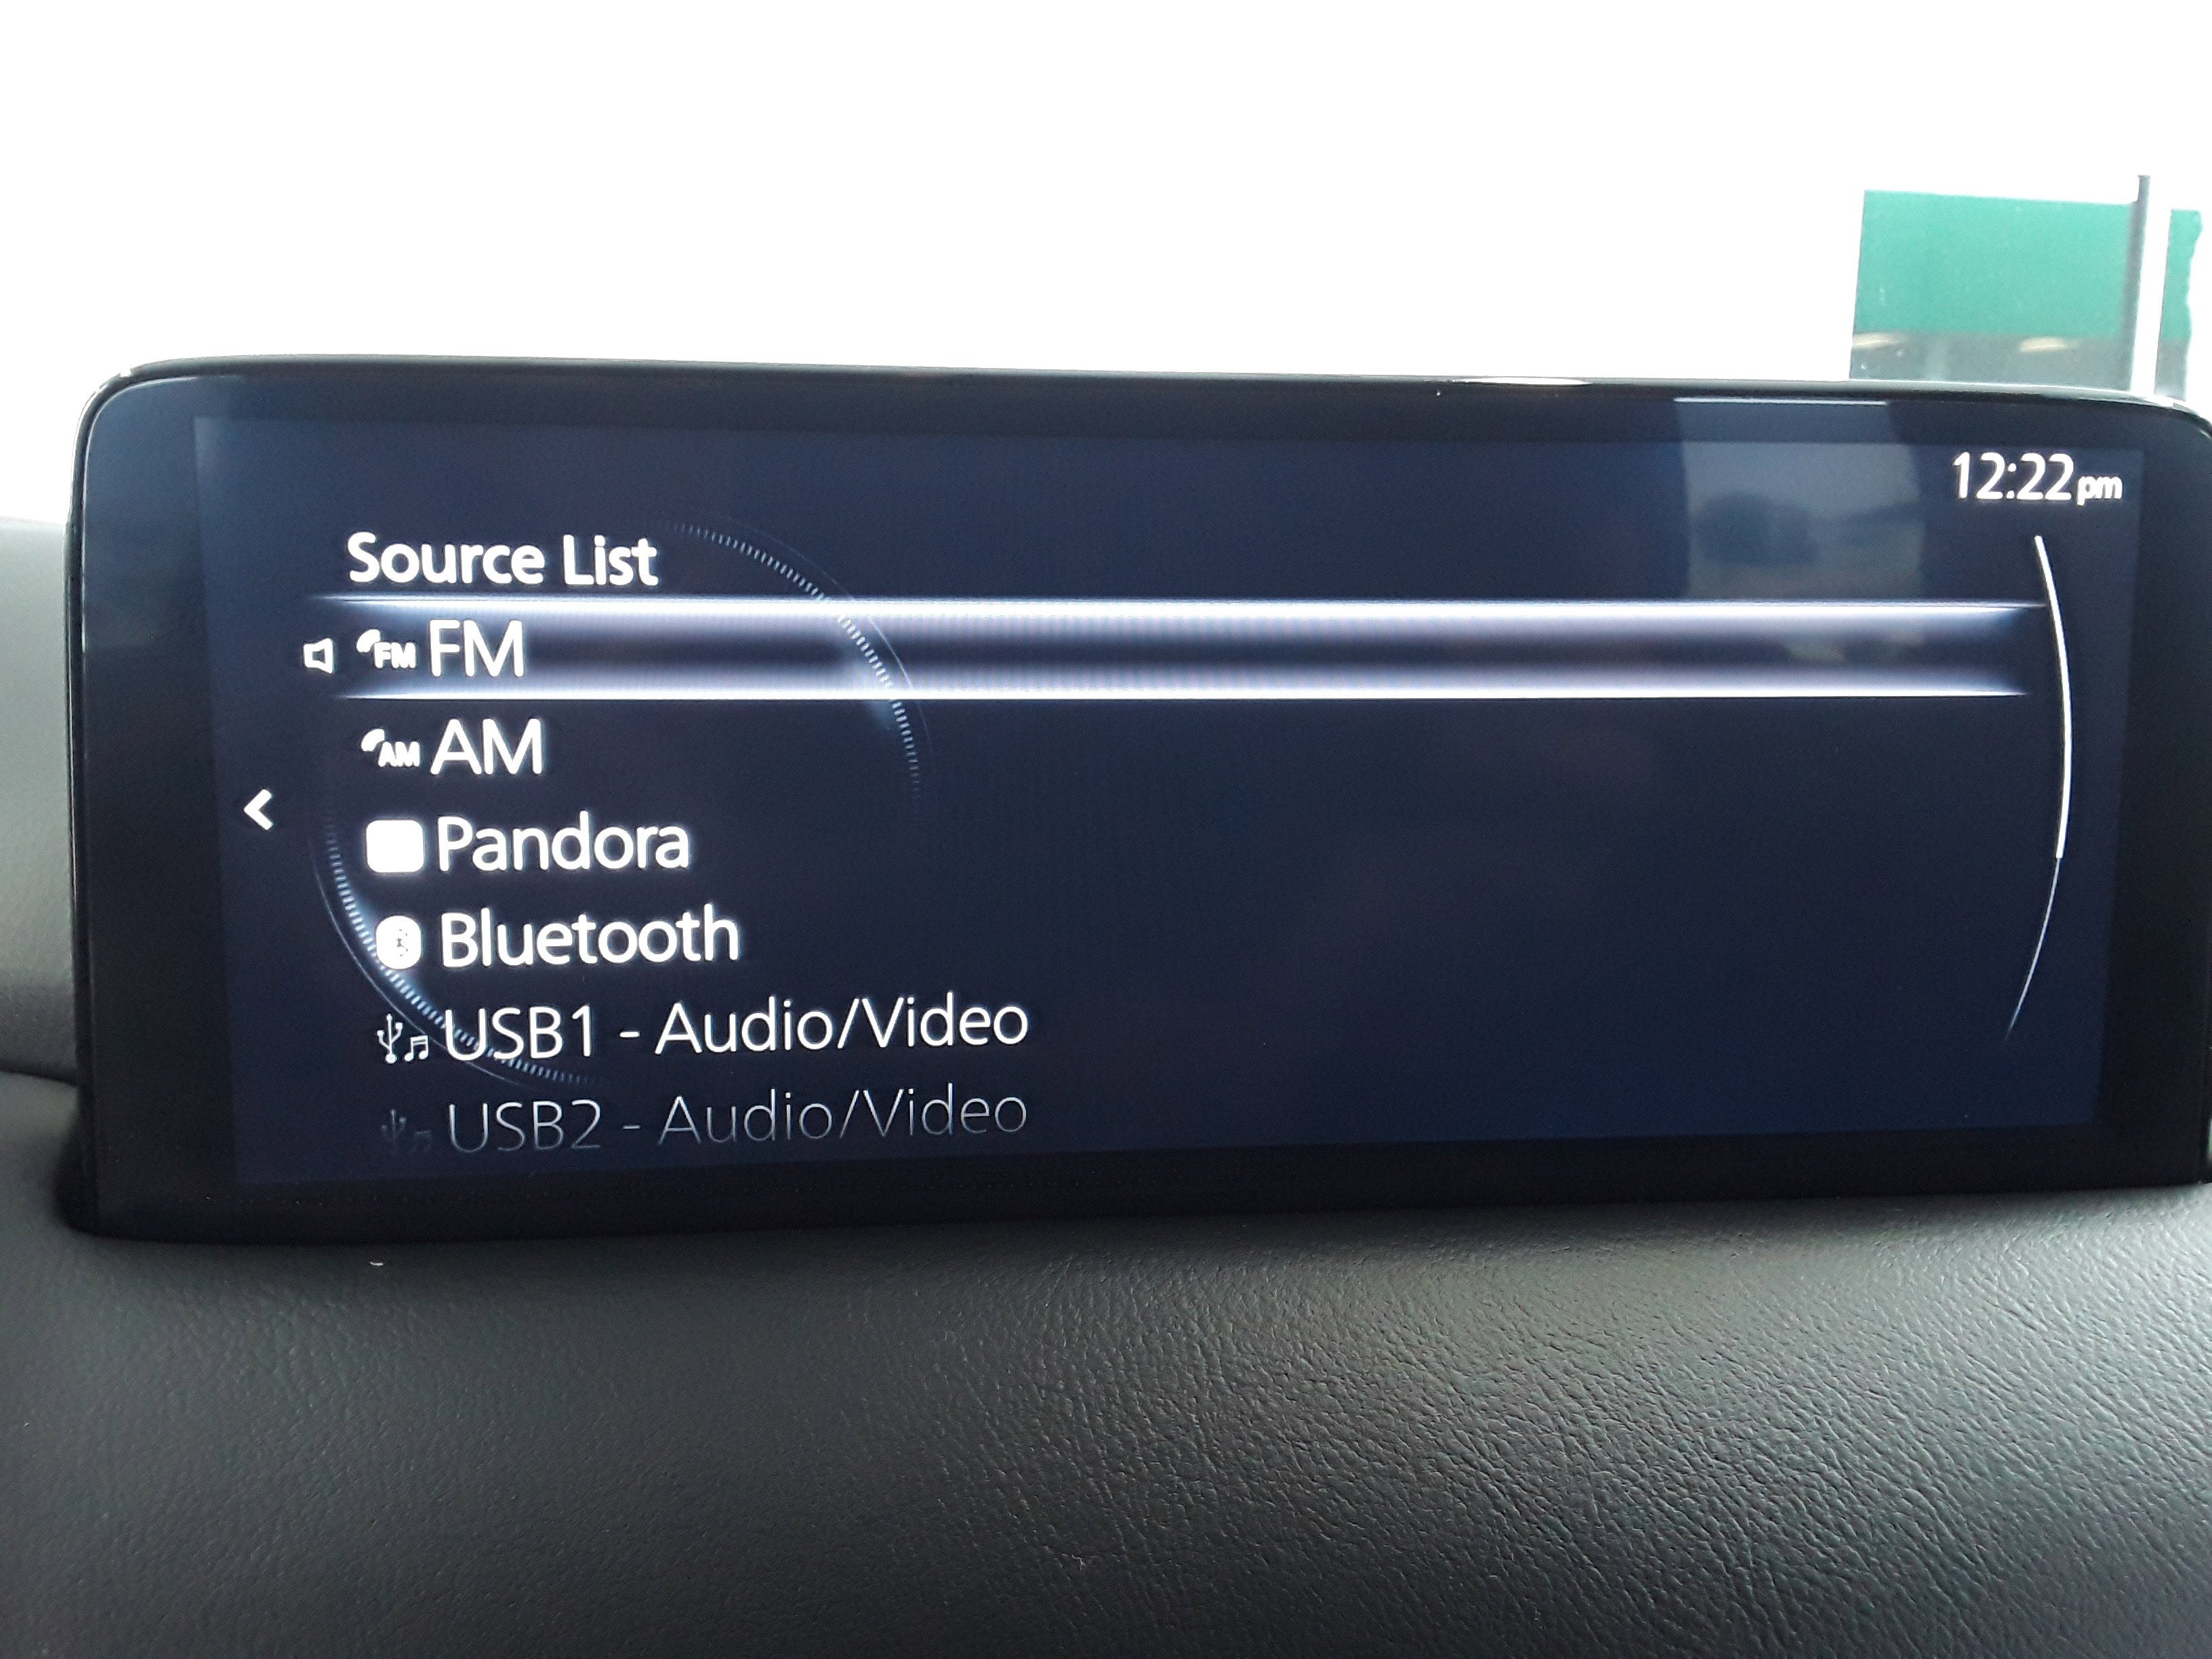 12:22pm
Source List
FM FM
AM AM
Pandora
Bluetooth
USB1 - Audio/Video
USB2 - Audio/Video